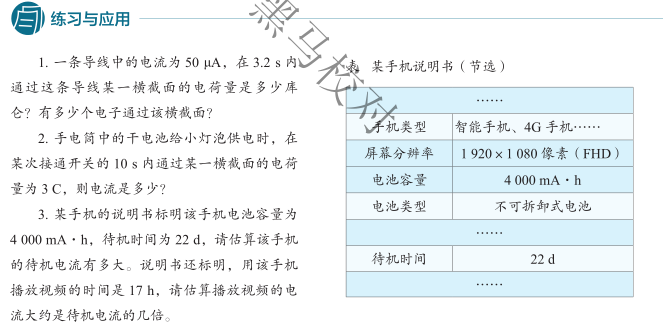 练习与应用
1. 一条导线中的电流为 50 μA，在 3.2 s 内
通过这条导线某一横截面的电荷量是多少库
仑？有多少个电子通过该横截面？
2. 手电筒中的干电池给小灯泡供电时，在
某次接通开关的 10 s 内通过某一横截面的电荷
量为 3 C，则电流是多少？
3. 某手机的说明书标明该手机电池容量为
4 000 mA·h，待机时间为 22 d，请估算该手机
的待机电流有多大。说明书还标明，用该手机
播放视频的时间是 17 h，请估算播放视频的电
流大约是待机电流的几倍。
黑马校对
表 某手机说明书（节选）
……
手机类型 智能手机、4G 手机……
屏幕分辨率 1 920 × 1 080 像素（FHD）
电池容量 4 000 mA·h
电池类型 不可拆卸式电池
……
待机时间 22 d
……